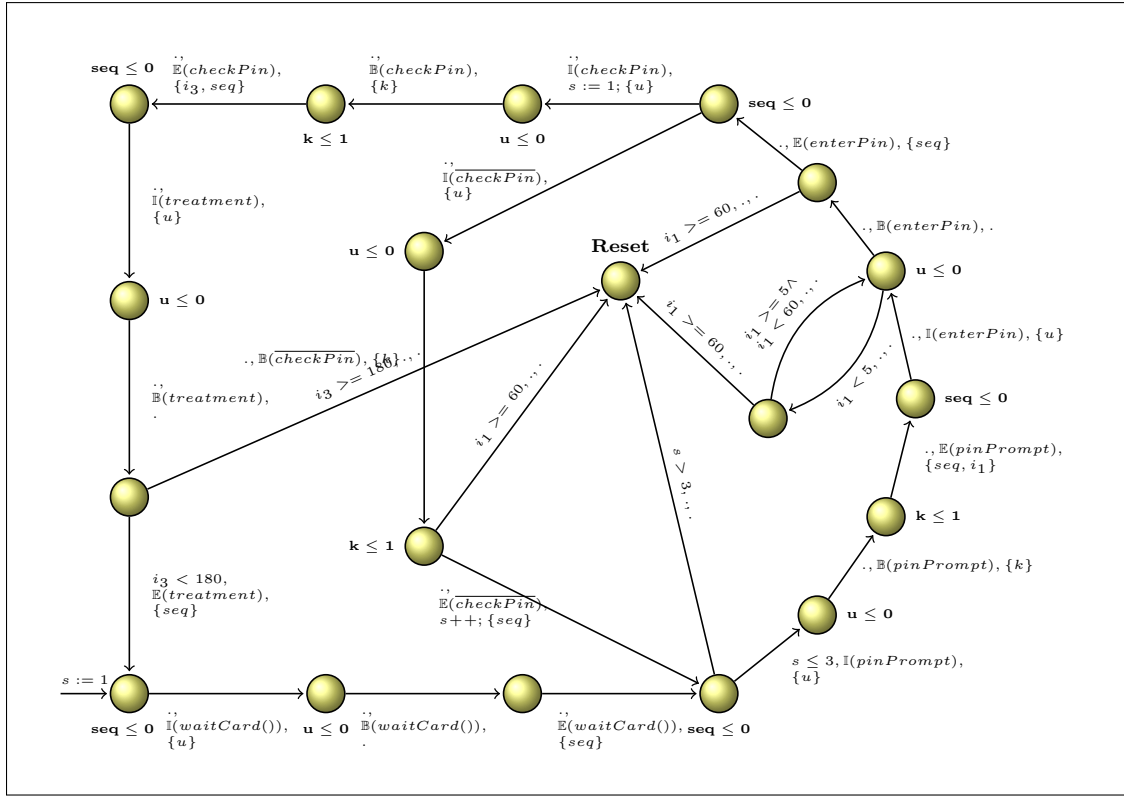 .,
𝔼(checkPin),
{i₃, seq}
seq ≤ 0
.,
𝔹(checkPin),
{k}
k ≤ 1
.,
𝕀(checkPin),
s := 1; {u}
u ≤ 0
seq ≤ 0
., 𝔼(enterPin), {seq}
.,
𝕀(c̅h̅e̅c̅k̅P̅i̅n̅),
{u}
.,
𝕀(treatment),
{u}
i₁ >= 60, ., .
., 𝔹(enterPin), .
u ≤ 0
Reset
u ≤ 0
u ≤ 0
i₁ >= 5∧
i₁ < 60, ., .
i₁ >= 60, ., .
., 𝕀(enterPin), {u}
., 𝔹(c̅h̅e̅c̅k̅P̅i̅n̅), {k}
i₃ >= 180, ., .
i₁ < 5, ., .
seq ≤ 0
.,
𝔹(treatment),
.
i₁ >= 60, ., .
s > 3, ., .
., 𝔼(pinPrompt),
{seq, i₁}
k ≤ 1
k ≤ 1
., 𝔹(pinPrompt), {k}
i₃ < 180,
𝔼(treatment),
{seq}
.,
𝔼(c̅h̅e̅c̅k̅P̅i̅n̅),
s++; {seq}
u ≤ 0
s ≤ 3, 𝕀(pinPrompt),
{u}
s := 1
seq ≤ 0
.,
𝕀(waitCard()),
{u}
u ≤ 0
.,
𝔹(waitCard()),
.
.,
𝔼(waitCard()),
{seq}
seq ≤ 0